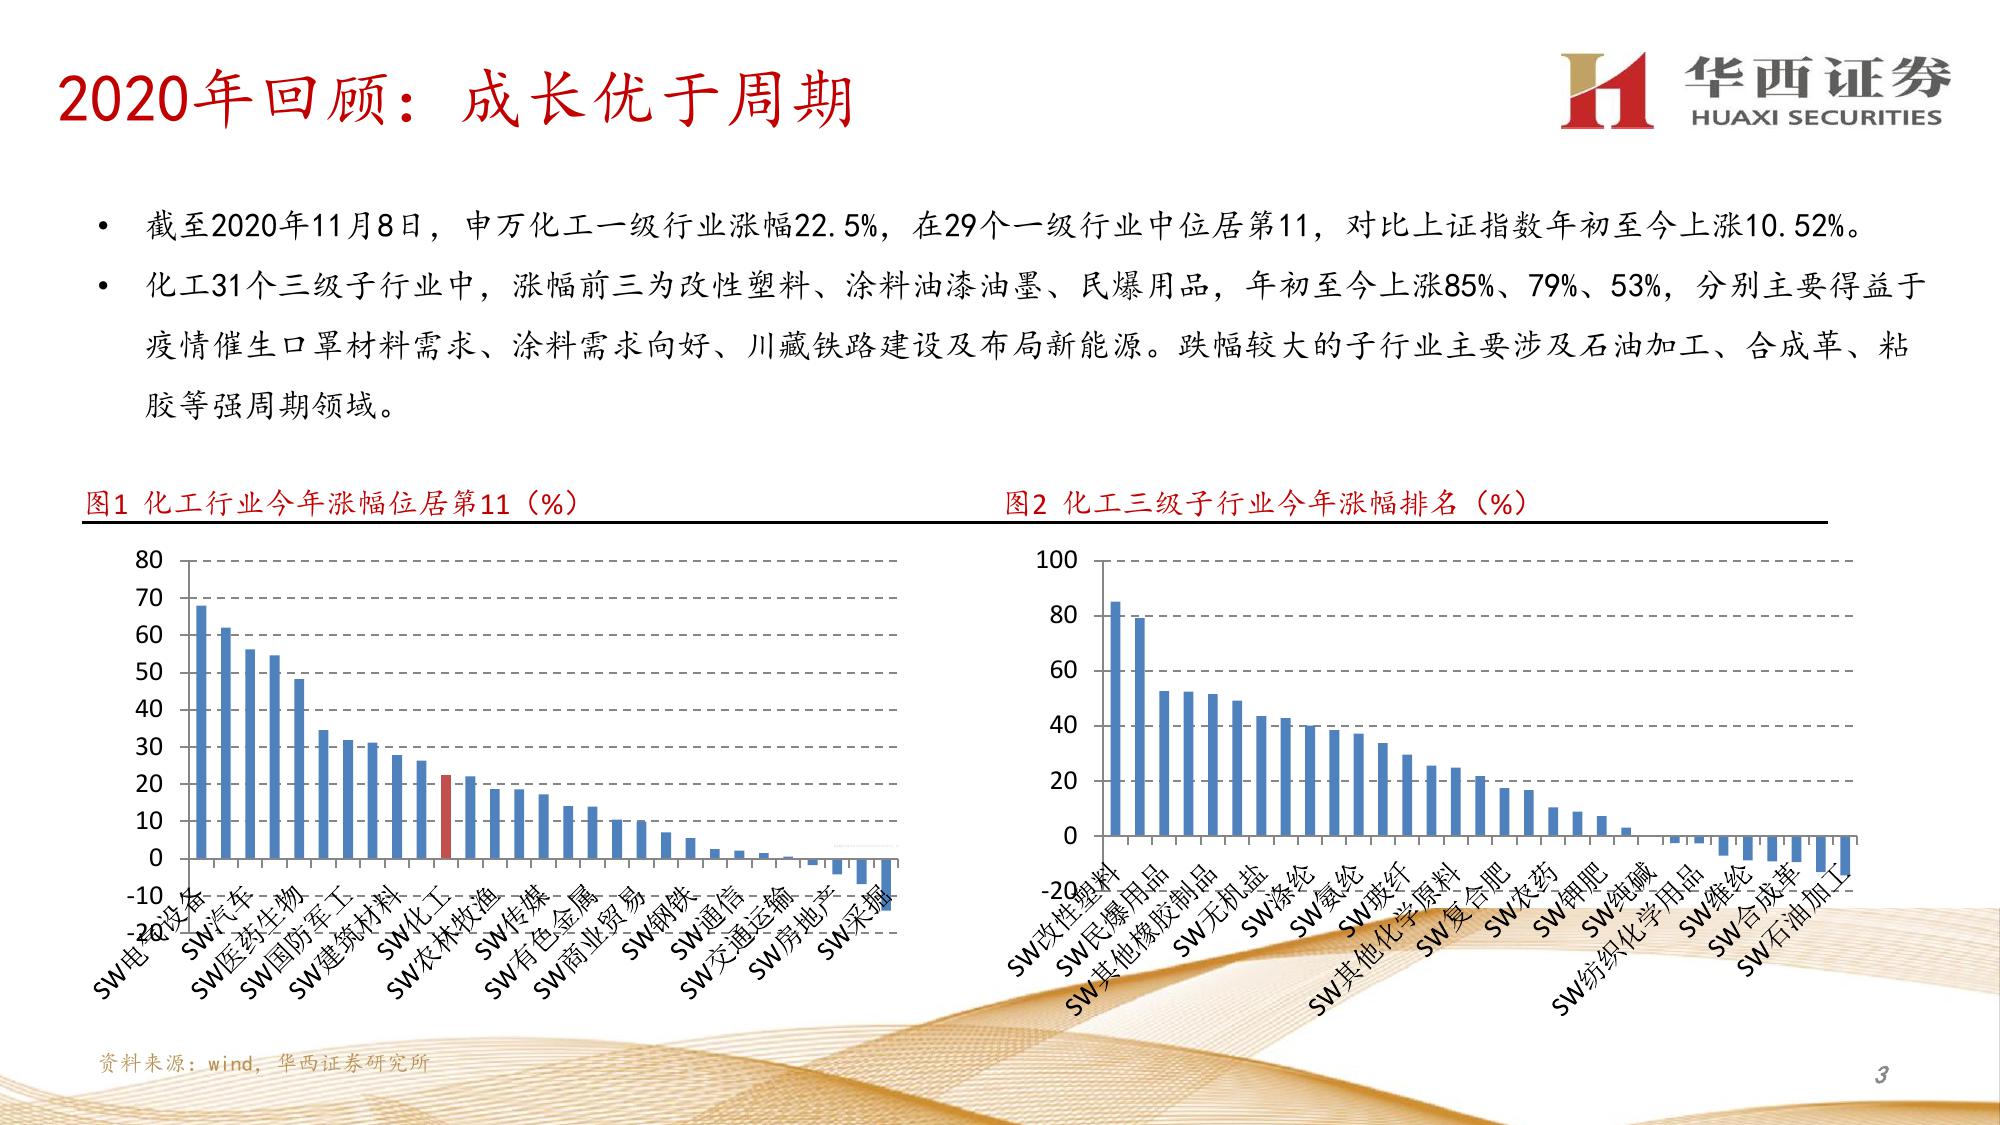 2020年回顾：成长优于周期
华西证券
HUAXI SECURITIES
• 截至2020年11月8日，申万化工一级行业涨幅22.5%，在29个一级行业中位居第11，对比上证指数年初至今上涨10.52%。
• 化工31个三级子行业中，涨幅前三为改性塑料、涂料油漆油墨、民爆用品，年初至今上涨85%、79%、53%，分别主要得益于
疫情催生口罩材料需求、涂料需求向好、川藏铁路建设及布局新能源。跌幅较大的子行业主要涉及石油加工、合成革、粘
胶等强周期领域。
图1 化工行业今年涨幅位居第11（%）
80
70
60
50
40
30
20
10
0
-10
-20
SW电气设备
SW汽车
SW医药生物
SW国防军工
SW建筑材料
SW化工
SW农林牧渔
SW传媒
SW有色金属
SW商业贸易
SW钢铁
SW通信
SW交通运输
SW房地产
SW采掘
图2 化工三级子行业今年涨幅排名（%）
100
80
60
40
20
0
-20
SW改性塑料
SW民爆用品
SW其他橡胶制品
SW无机盐
SW涤纶
SW氨纶
SW玻纤
SW其他化学原料
SW复合肥
SW农药
SW钾肥
SW纯碱
SW纺织化学用品
SW维纶
SW合成革
SW石油加工
资料来源：wind，华西证券研究所
3